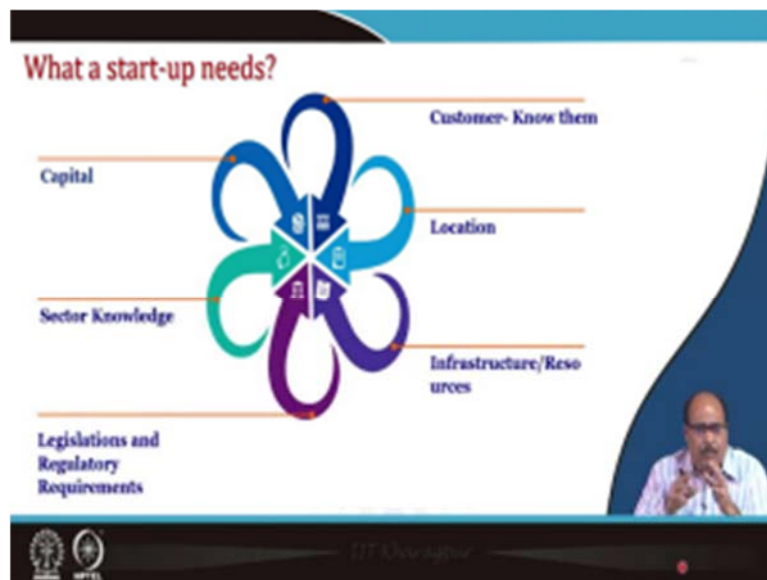 What a start-up needs?
Customer- Know them
Capital
Location
Sector Knowledge
Infrastructure/Reso
urces
Legislations and
Regulatory
Requirements
IIT Kharagpur
NPTEL